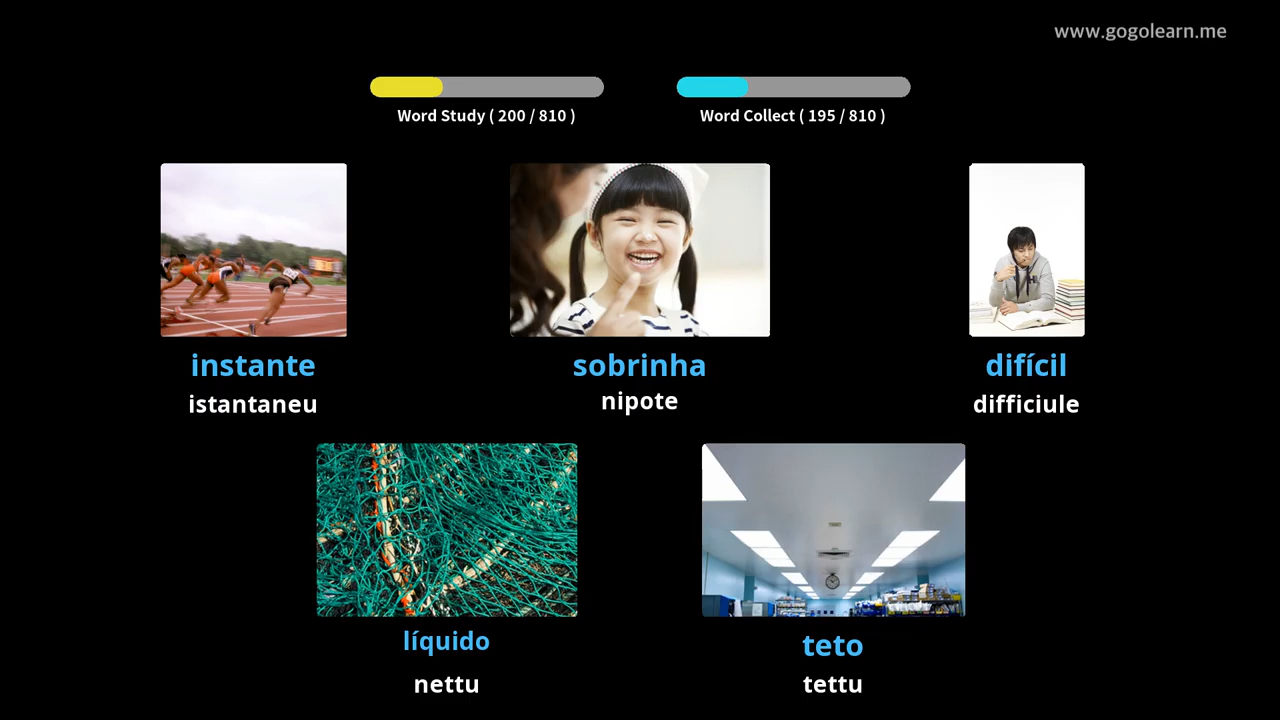 www.gogolearn.me
Word Study ( 200 / 810 )
Word Collect ( 195 / 810 )
instante
istantaneu
sobrinha
nipote
difícil
difficiule
líquido
nettu
teto
tettu